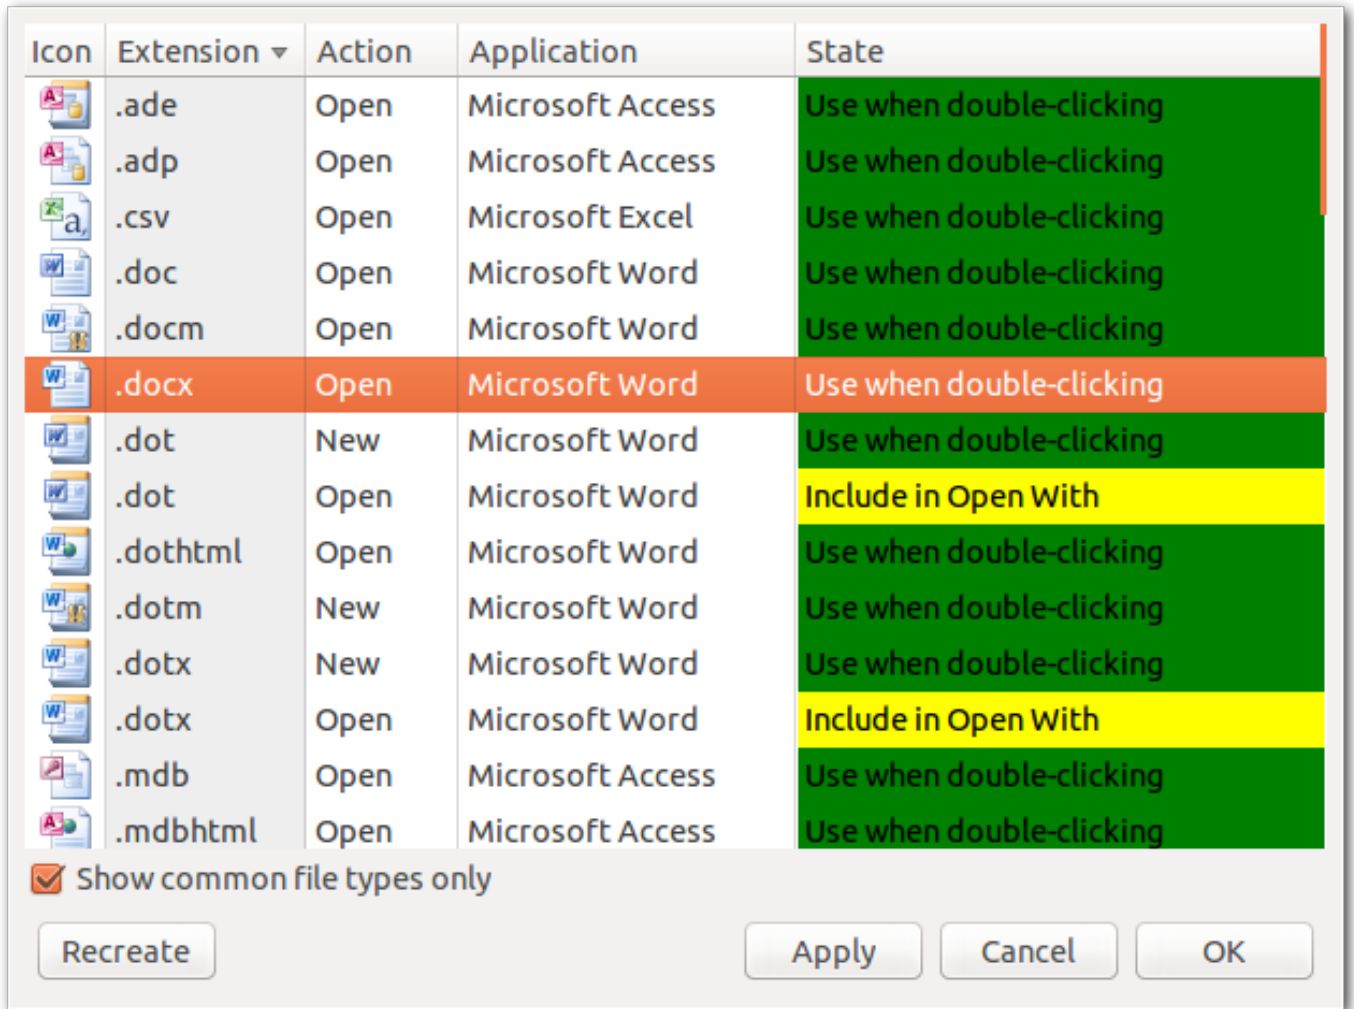 Icon Extension Action Application State
.ade Open Microsoft Access Use when double-clicking
.adp Open Microsoft Access Use when double-clicking
.csv Open Microsoft Excel Use when double-clicking
.doc Open Microsoft Word Use when double-clicking
.docm Open Microsoft Word Use when double-clicking
.docx Open Microsoft Word Use when double-clicking
.dot New Microsoft Word Use when double-clicking
.dot Open Microsoft Word Include in Open With
.dothtml Open Microsoft Word Use when double-clicking
.dotm New Microsoft Word Use when double-clicking
.dotx New Microsoft Word Use when double-clicking
.dotx Open Microsoft Word Include in Open With
.mdb Open Microsoft Access Use when double-clicking
.mdbhtml Open Microsoft Access Use when double-clicking
Show common file types only
Recreate Apply Cancel OK